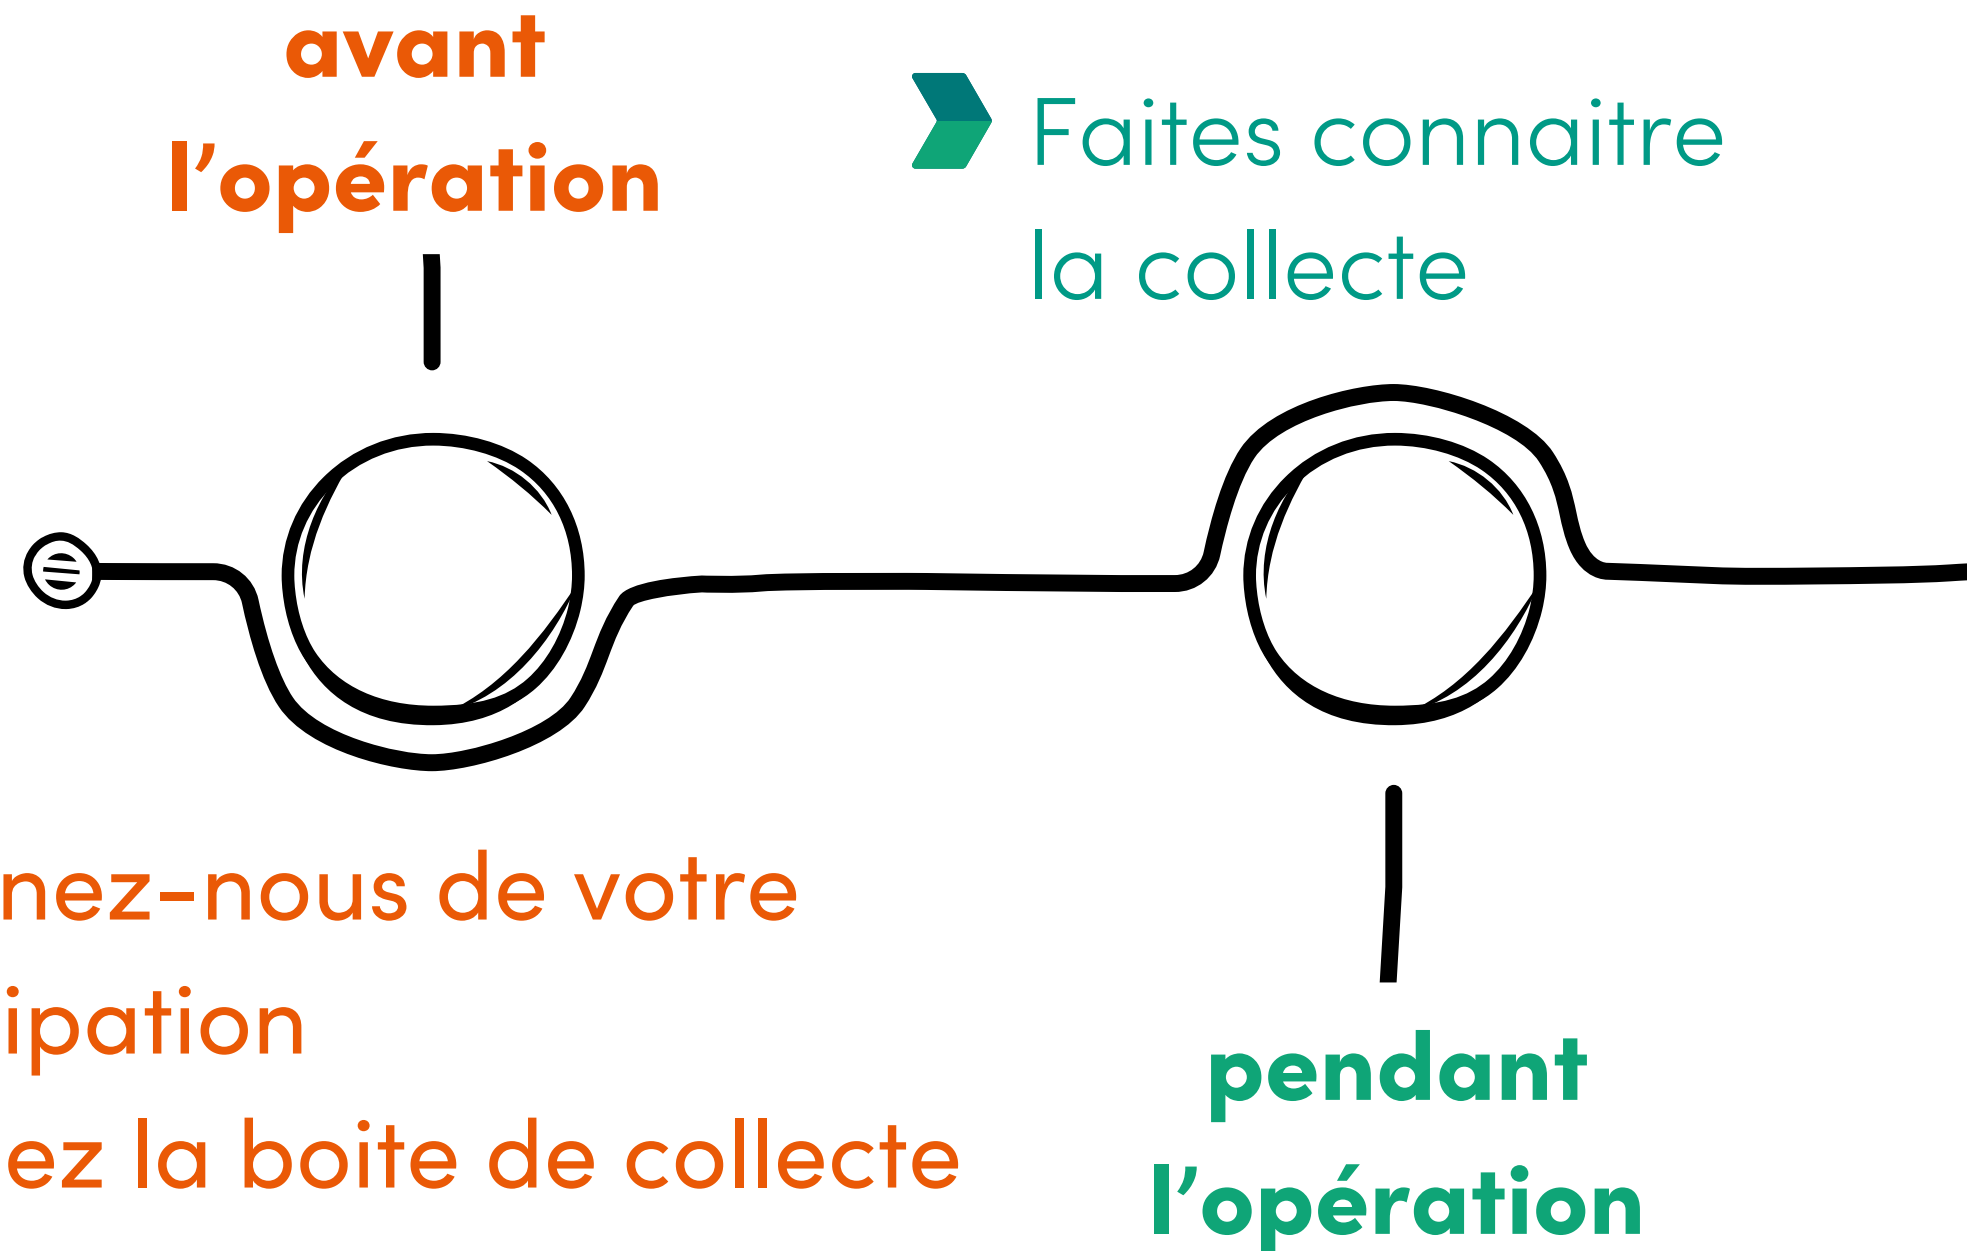 avant
l'opération
Faites connaitre
la collecte
nez-nous de votre
ipation
ez la boite de collecte
pendant
l'opération